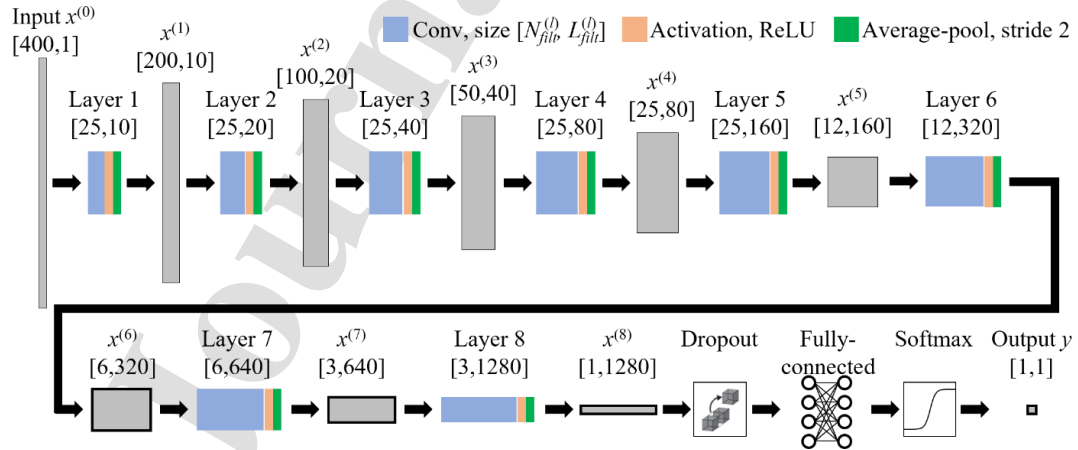 Input x(0)
[400,1]
Conv, size [N(l)filt, L(l)filt]
Activation, ReLU
Average-pool, stride 2
x(1)
[200,10]
x(2)
[100,20]
x(3)
[50,40]
x(4)
[25,80]
x(5)
[12,160]
Layer 1
[25,10]
Layer 2
[25,20]
Layer 3
[25,40]
Layer 4
[25,80]
Layer 5
[25,160]
Layer 6
[12,320]
x(6)
[6,320]
Layer 7
[6,640]
x(7)
[3,640]
Layer 8
[3,1280]
x(8)
[1,1280]
Dropout
Fully-
connected
Softmax
Output y
[1,1]
Journa